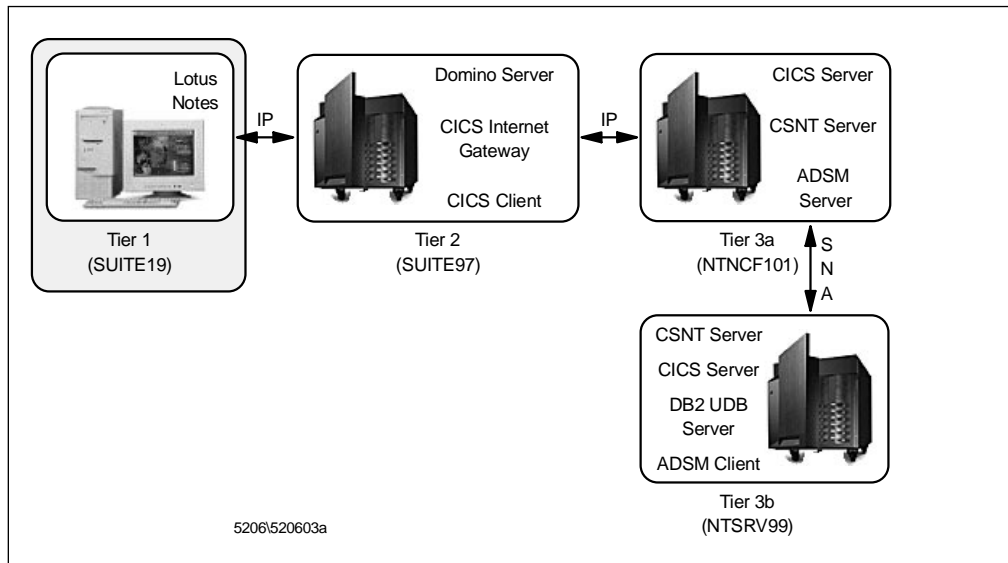 Lotus
Notes
IP
Tier 1
(SUITE19)
Domino Server
CICS Internet
Gateway
CICS Client
Tier 2
(SUITE97)
IP
CICS Server
CSNT Server
ADSM
Server
Tier 3a
(NTNCF101)
S
N
A
CSNT Server
CICS Server
DB2 UDB
Server
ADSM Client
Tier 3b
(NTSRV99)
5206\520603a